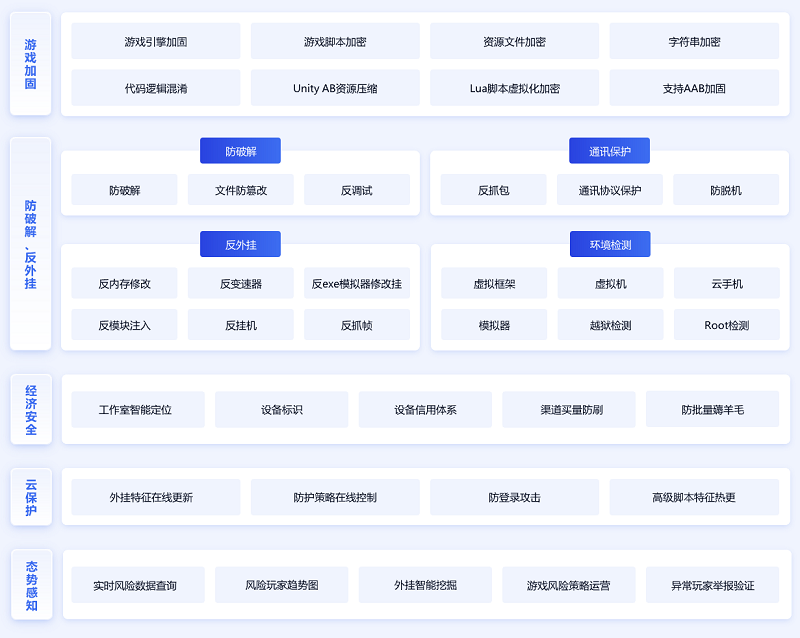 游戏加固
游戏引擎加固
游戏脚本加密
资源文件加密
字符串加密
代码逻辑混淆
Unity AB资源压缩
Lua脚本虚拟化加密
支持AAB加固
防破解、反外挂
防破解
防破解
文件防篡改
反调试
通讯保护
反抓包
通讯协议保护
防脱机
反外挂
反内存修改
反变速器
反exe模拟器修改挂
反模块注入
反挂机
反抓帧
环境检测
虚拟框架
虚拟机
云手机
模拟器
越狱检测
Root检测
经济安全
工作室智能定位
设备标识
设备信用体系
渠道买量防刷
防批量薅羊毛
云保护
外挂特征在线更新
防护策略在线控制
防登录攻击
高级脚本特征热更
态势感知
实时风险数据查询
风险玩家趋势图
外挂智能挖掘
游戏风险策略运营
异常玩家举报验证